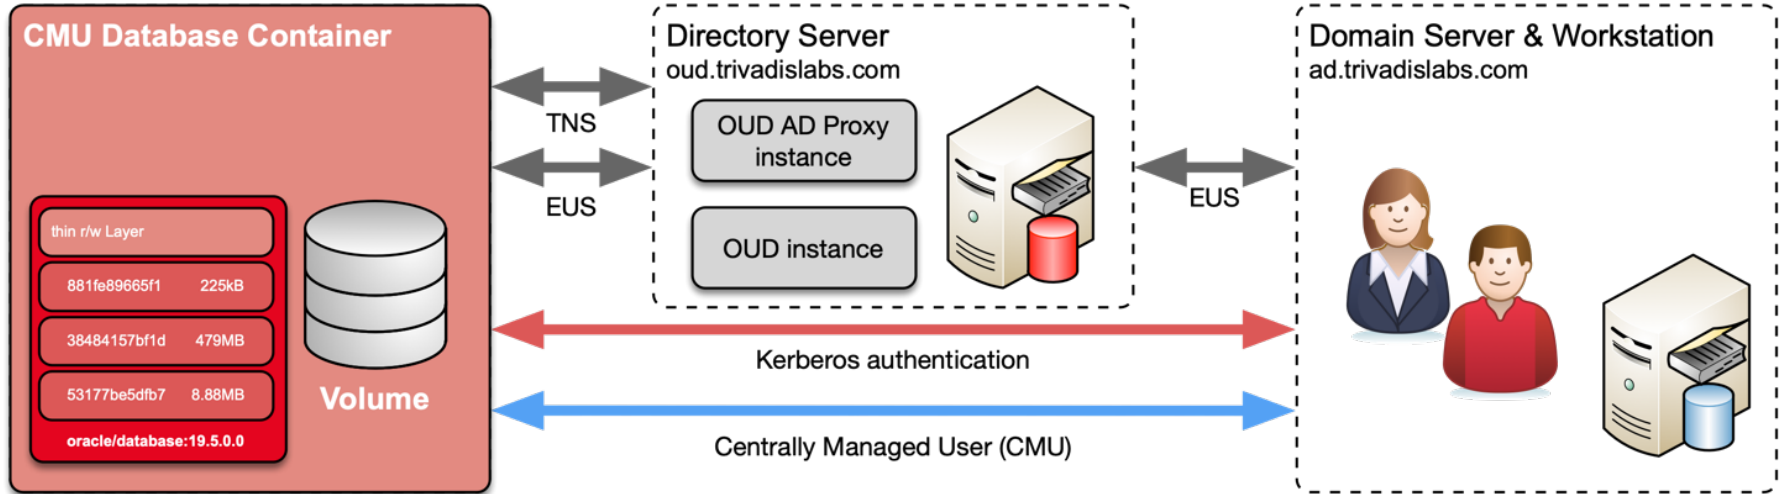 CMU Database Container
thin r/w Layer
881fe89665f1 225kB
38484157bf1d 479MB
53177be5dfb7 8.88MB
oracle/database:19.5.0.0
Volume
TNS
EUS
Directory Server
oud.trivadislabs.com
OUD AD Proxy
instance
OUD instance
EUS
Kerberos authentication
Centrally Managed User (CMU)
Domain Server & Workstation
ad.trivadislabs.com